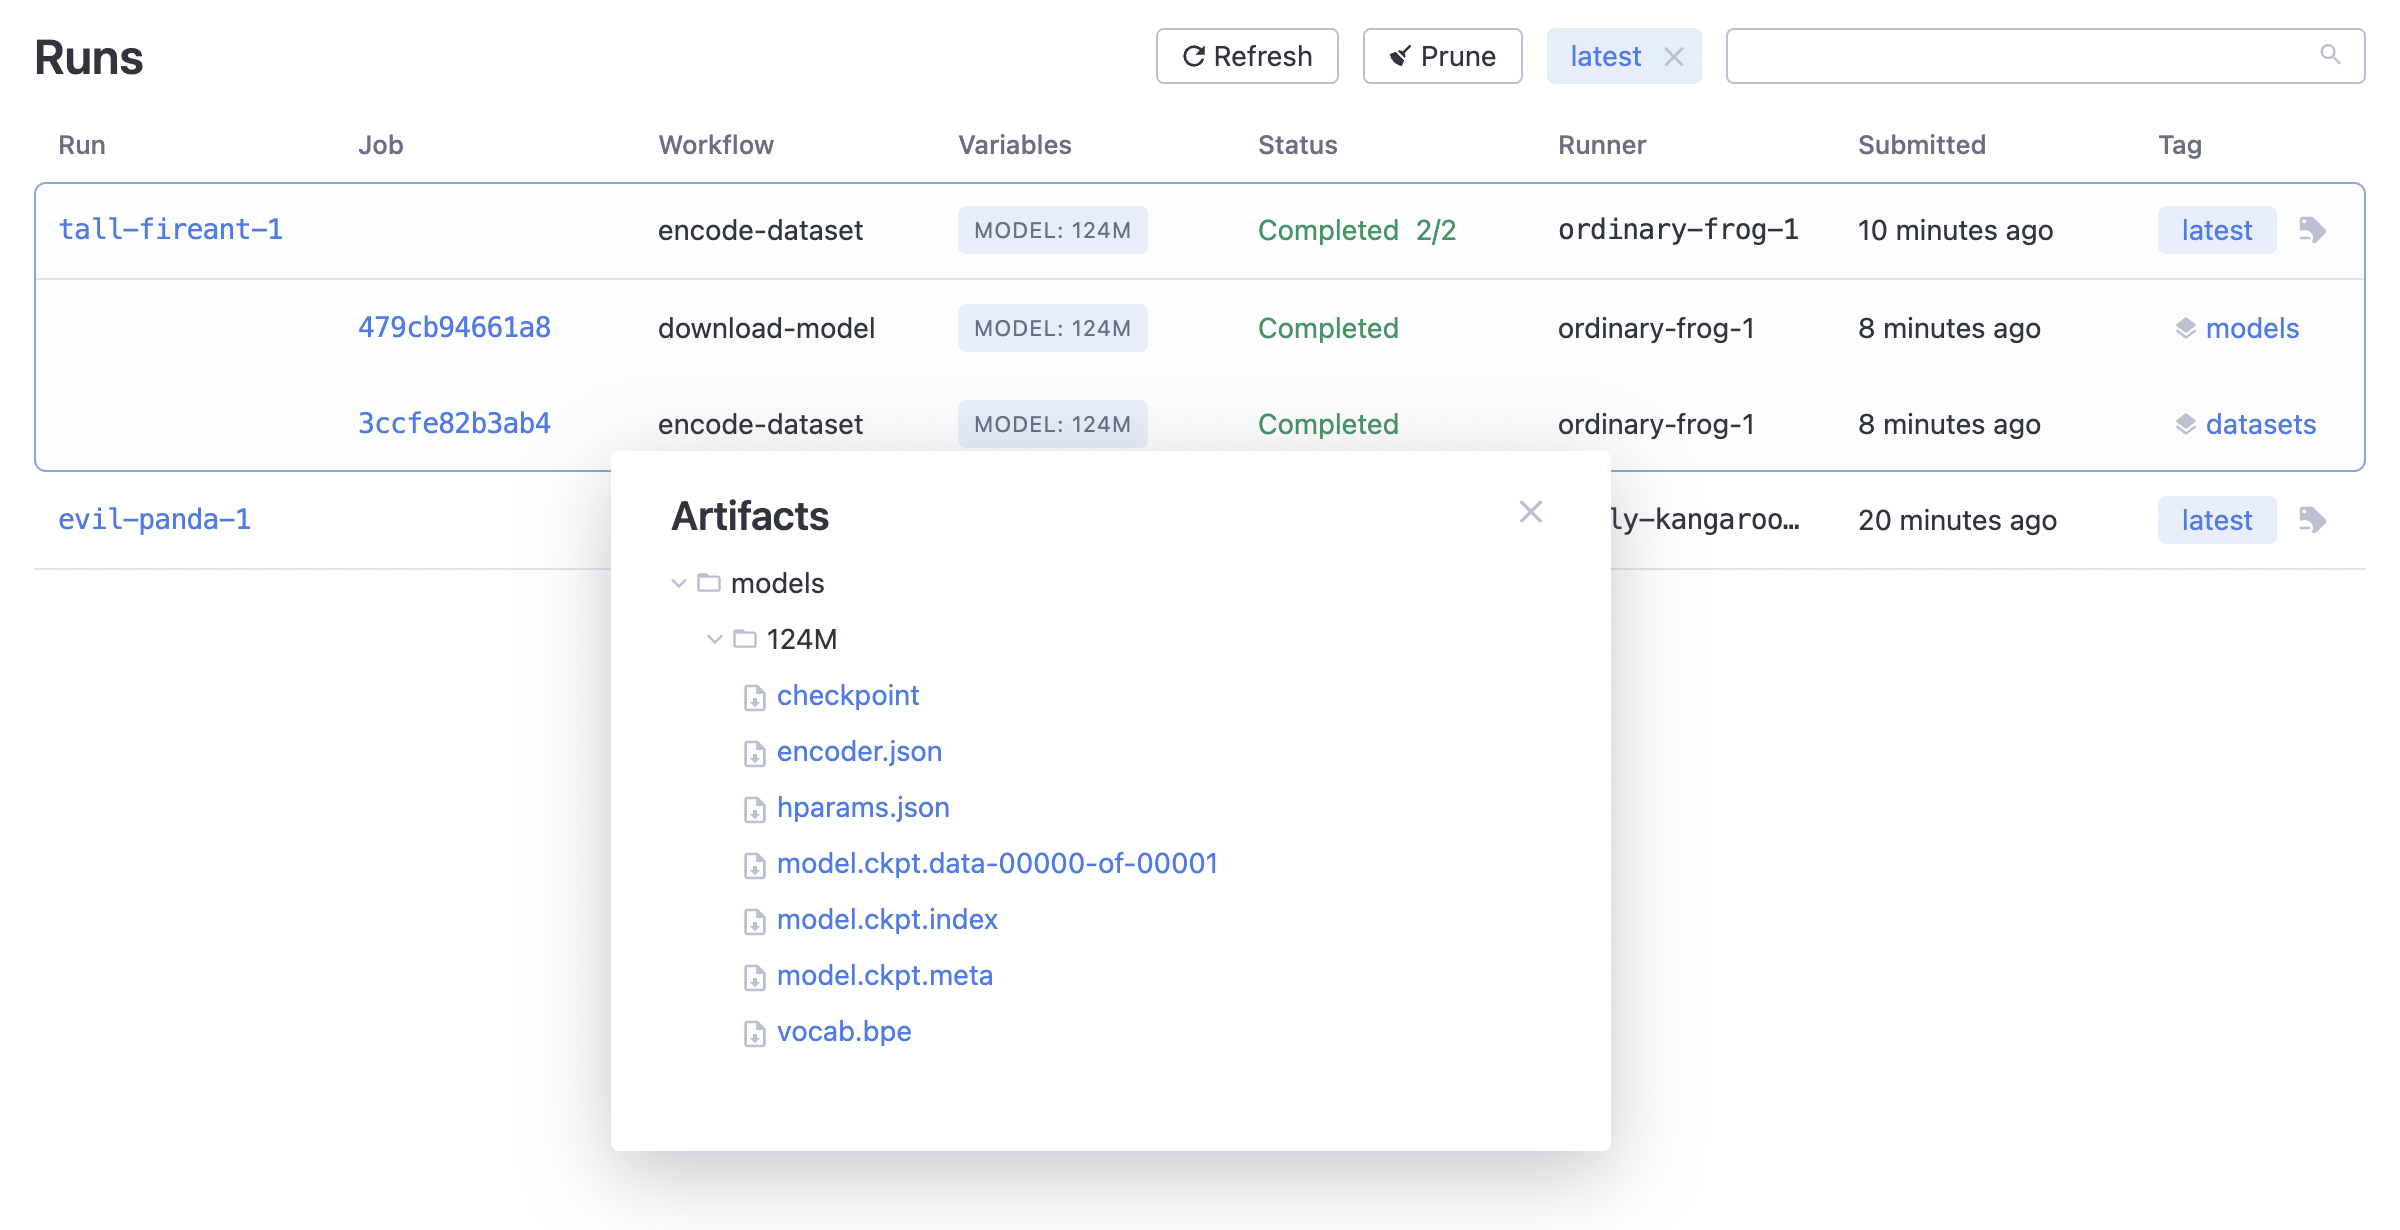 Runs
Refresh
Prune
latest
Run Job Workflow Variables Status Runner Submitted Tag
tall-fireant-1 encode-dataset MODEL: 124M Completed 2/2 ordinary-frog-1 10 minutes ago latest
479cb94661a8 download-model MODEL: 124M Completed ordinary-frog-1 8 minutes ago models
3ccfe82b3ab4 encode-dataset MODEL: 124M Completed ordinary-frog-1 8 minutes ago datasets
evil-panda-1 ly-kangaroo… 20 minutes ago latest
Artifacts
models
124M
checkpoint
encoder.json
hparams.json
model.ckpt.data-00000-of-00001
model.ckpt.index
model.ckpt.meta
vocab.bpe